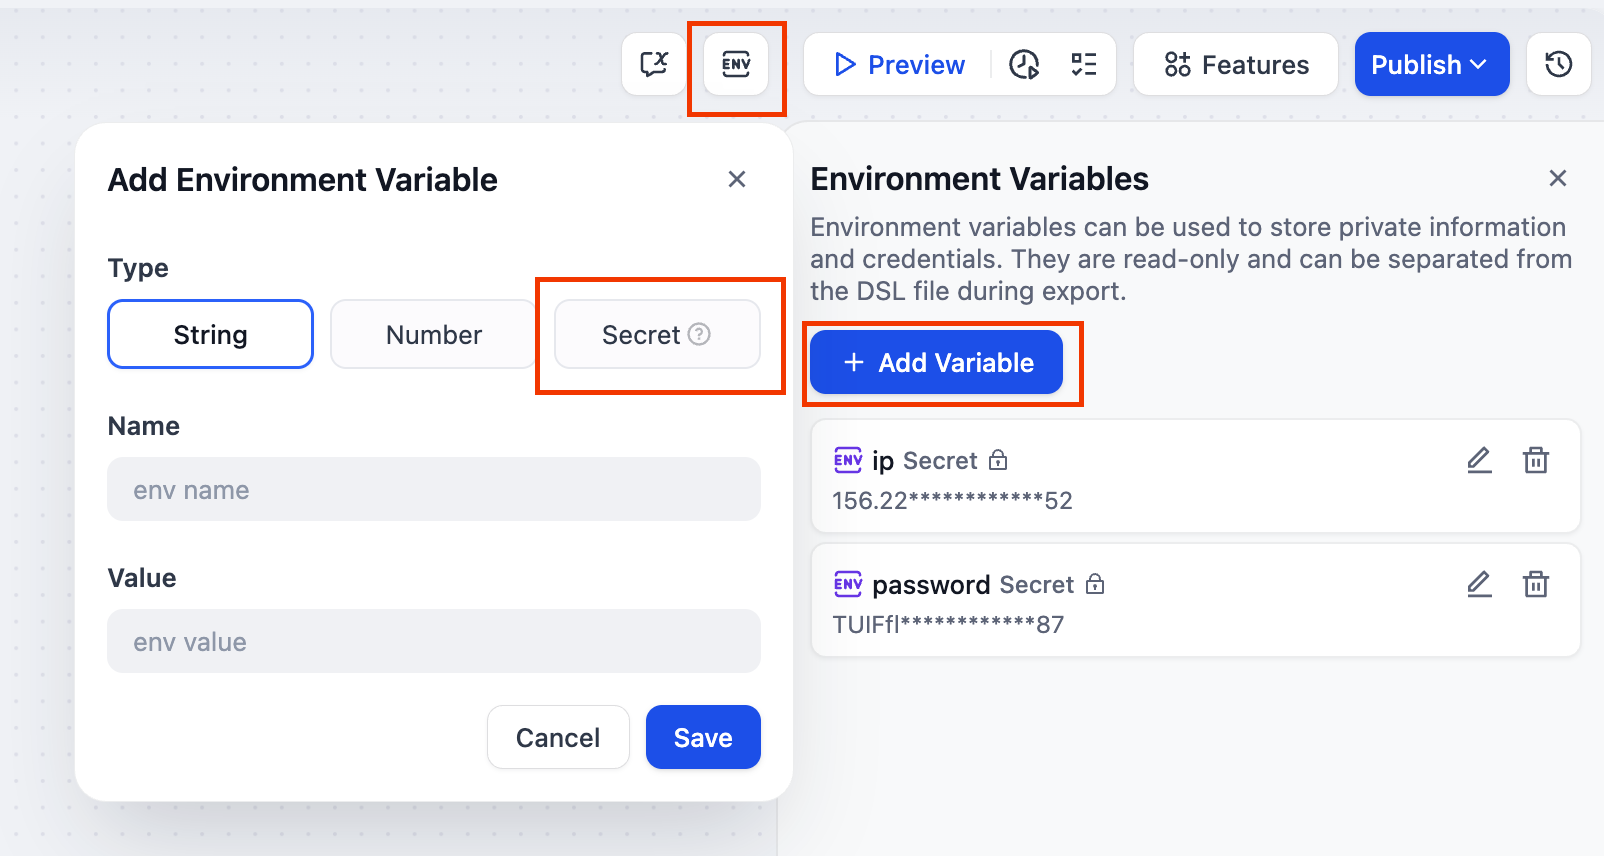 ENV
Preview
Features
Publish
Add Environment Variable
Type
String
Number
Secret
Name
env name
Value
env value
Cancel
Save
Environment Variables
Environment variables can be used to store private information
and credentials. They are read-only and can be separated from
the DSL file during export.
+ Add Variable
ENV ip Secret
156.22************52
ENV password Secret
TUIFfl************87